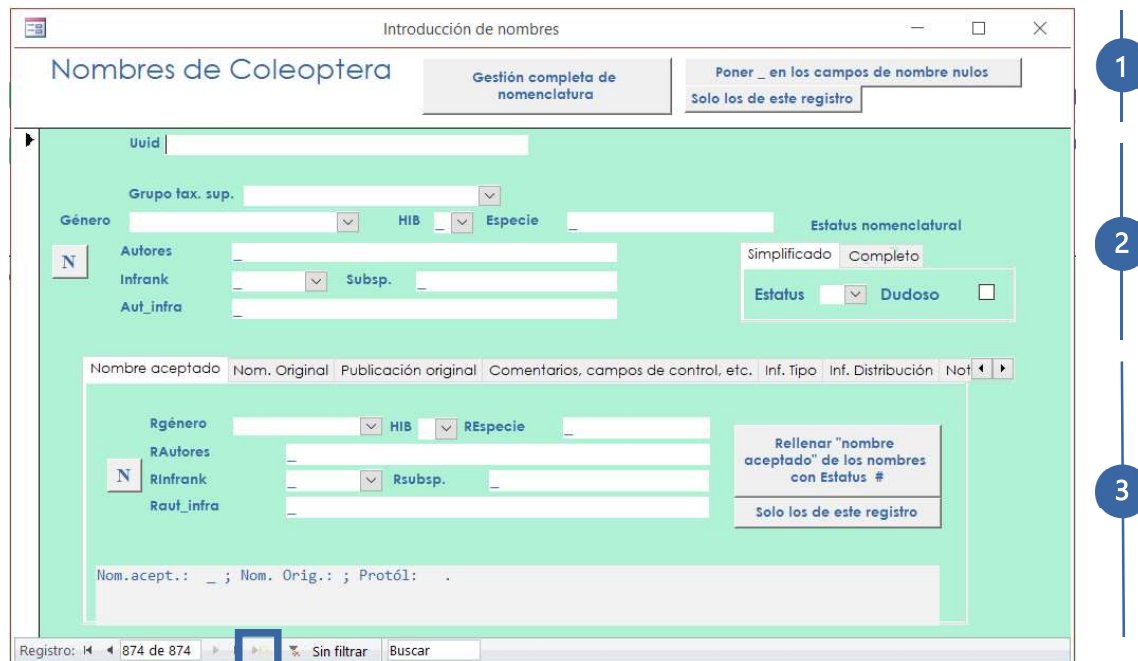 Introducción de nombres
Nombres de Coleoptera
Gestión completa de
nomenclatura
Poner _ en los campos de nombre nulos
Solo los de este registro
1
Uuid
Grupo tax. sup.
Género HIB _ Especie _
Estatus nomenclatural
N
Autores _
Infrank _ Subsp. _
Aut_infra _
Simplificado Completo
Estatus Dudoso
2
Nombre aceptado Nom. Original Publicación original Comentarios, campos de control, etc. Inf. Tipo Inf. Distribución Not
Rgénero HIB REspecie _
RAutores _
N
RInfrank _ Rsubsp. _
Raut_infra _
Rellenar "nombre
aceptado" de los nombres
con Estatus #
Solo los de este registro
3
Nom.acept.: _ ; Nom. Orig.: ; Protól: .
Registro: 874 de 874 Sin filtrar Buscar